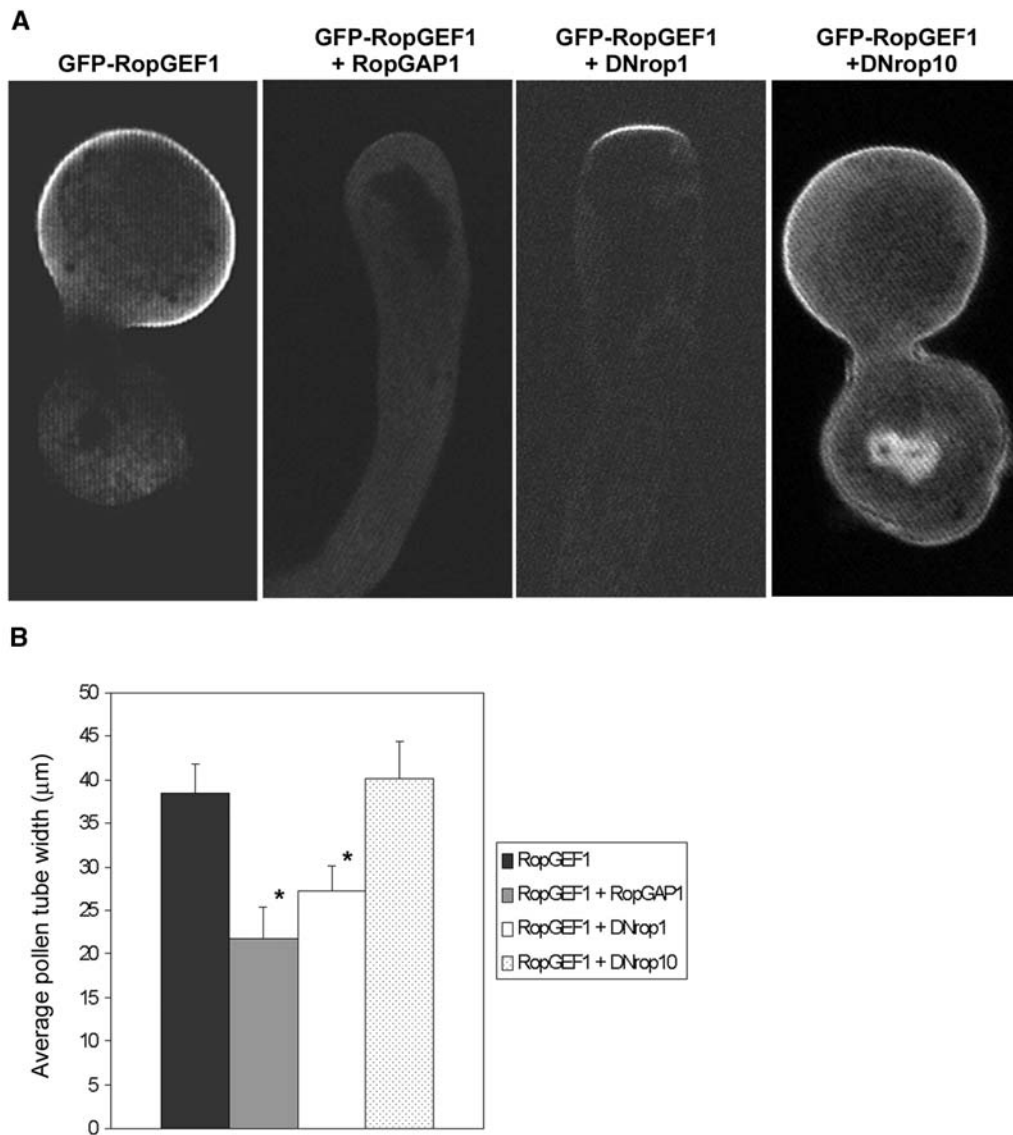 A
GFP-RopGEF1
GFP-RopGEF1
+ RopGAP1
GFP-RopGEF1
+ DNrop1
GFP-RopGEF1
+DNrop10
B
Average pollen tube width (μm)
50
45
40
35
30
25
20
15
10
5
0
*
*
RopGEF1
RopGEF1 + RopGAP1
RopGEF1 + DNrop1
RopGEF1 + DNrop10